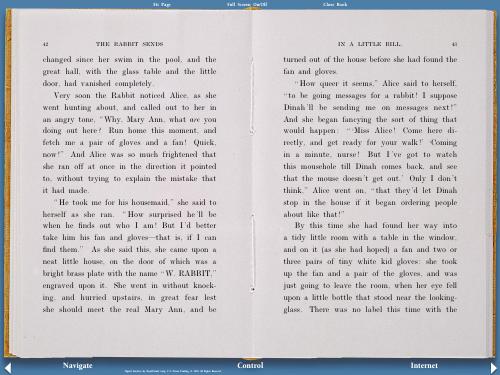 Full Screen On/Off
Close Book
42 THE RABBIT SENDS
changed since her swim in the pool, and the
great hall, with the glass table and the little
door, had vanished completely.
Very soon the Rabbit noticed Alice, as she
went hunting about, and called out to her in
an angry tone, "Why, Mary Ann, what are you
doing out here? Run home this moment, and
fetch me a pair of gloves and a fan! Quick,
now!" And Alice was so much frightened that
she ran off at once in the direction it pointed
to, without trying to explain the mistake that
it had made.
"He took me for his housemaid," she said to
herself as she ran. "How surprised he'll be
when he finds out who I am! But I'd better
take him his fan and gloves—that is, if I can
find them." As she said this, she came upon a
neat little house, on the door of which was a
bright brass plate with the name "W. RABBIT,"
engraved upon it. She went in without knock-
ing, and hurried upstairs, in great fear lest
she should meet the real Mary Ann, and be
IN A LITTLE BILL. 43
turned out of the house before she had found the
fan and gloves.
"How queer it seems," Alice said to herself,
"to be going messages for a rabbit! I suppose
Dinah'll be sending me on messages next!"
And she began fancying the sort of thing that
would happen: "'Miss Alice! Come here di-
rectly, and get ready for your walk!' 'Coming
in a minute, nurse! But I've got to watch
this mousehole till Dinah comes back, and see
that the mouse doesn't get out.' Only I don't
think," Alice went on, "that they'd let Dinah
stop in the house if it began ordering people
about like that!"
By this time she had found her way into
a tidy little room with a table in the window,
and on it (as she had hoped) a fan and two or
three pairs of tiny white kid gloves: she took
up the fan and a pair of the gloves, and was
just going to leave the room, when her eye fell
upon a little bottle that stood near the looking-
glass. There was no label this time with the
Navigate
Control
Internet